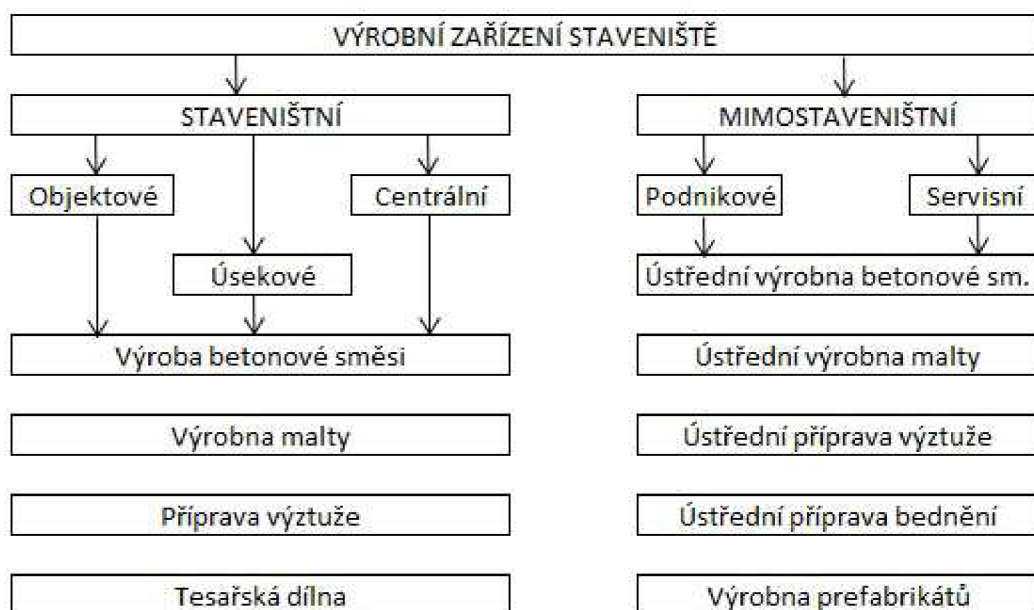 VÝROBNÍ ZAŘÍZENÍ STAVENIŠTĚ
STAVENIŠTNÍ
MIMOSTAVENIŠTNÍ
Objektové
Centrální
Podnikové
Servisní
Úsekové
Ústřední výrobna betonové sm.
Výroba betonové směsi
Ústřední výrobna malty
Výrobna malty
Ústřední příprava výztuže
Příprava výztuže
Ústřední příprava bednění
Tesařská dílna
Výrobna prefabrikátů